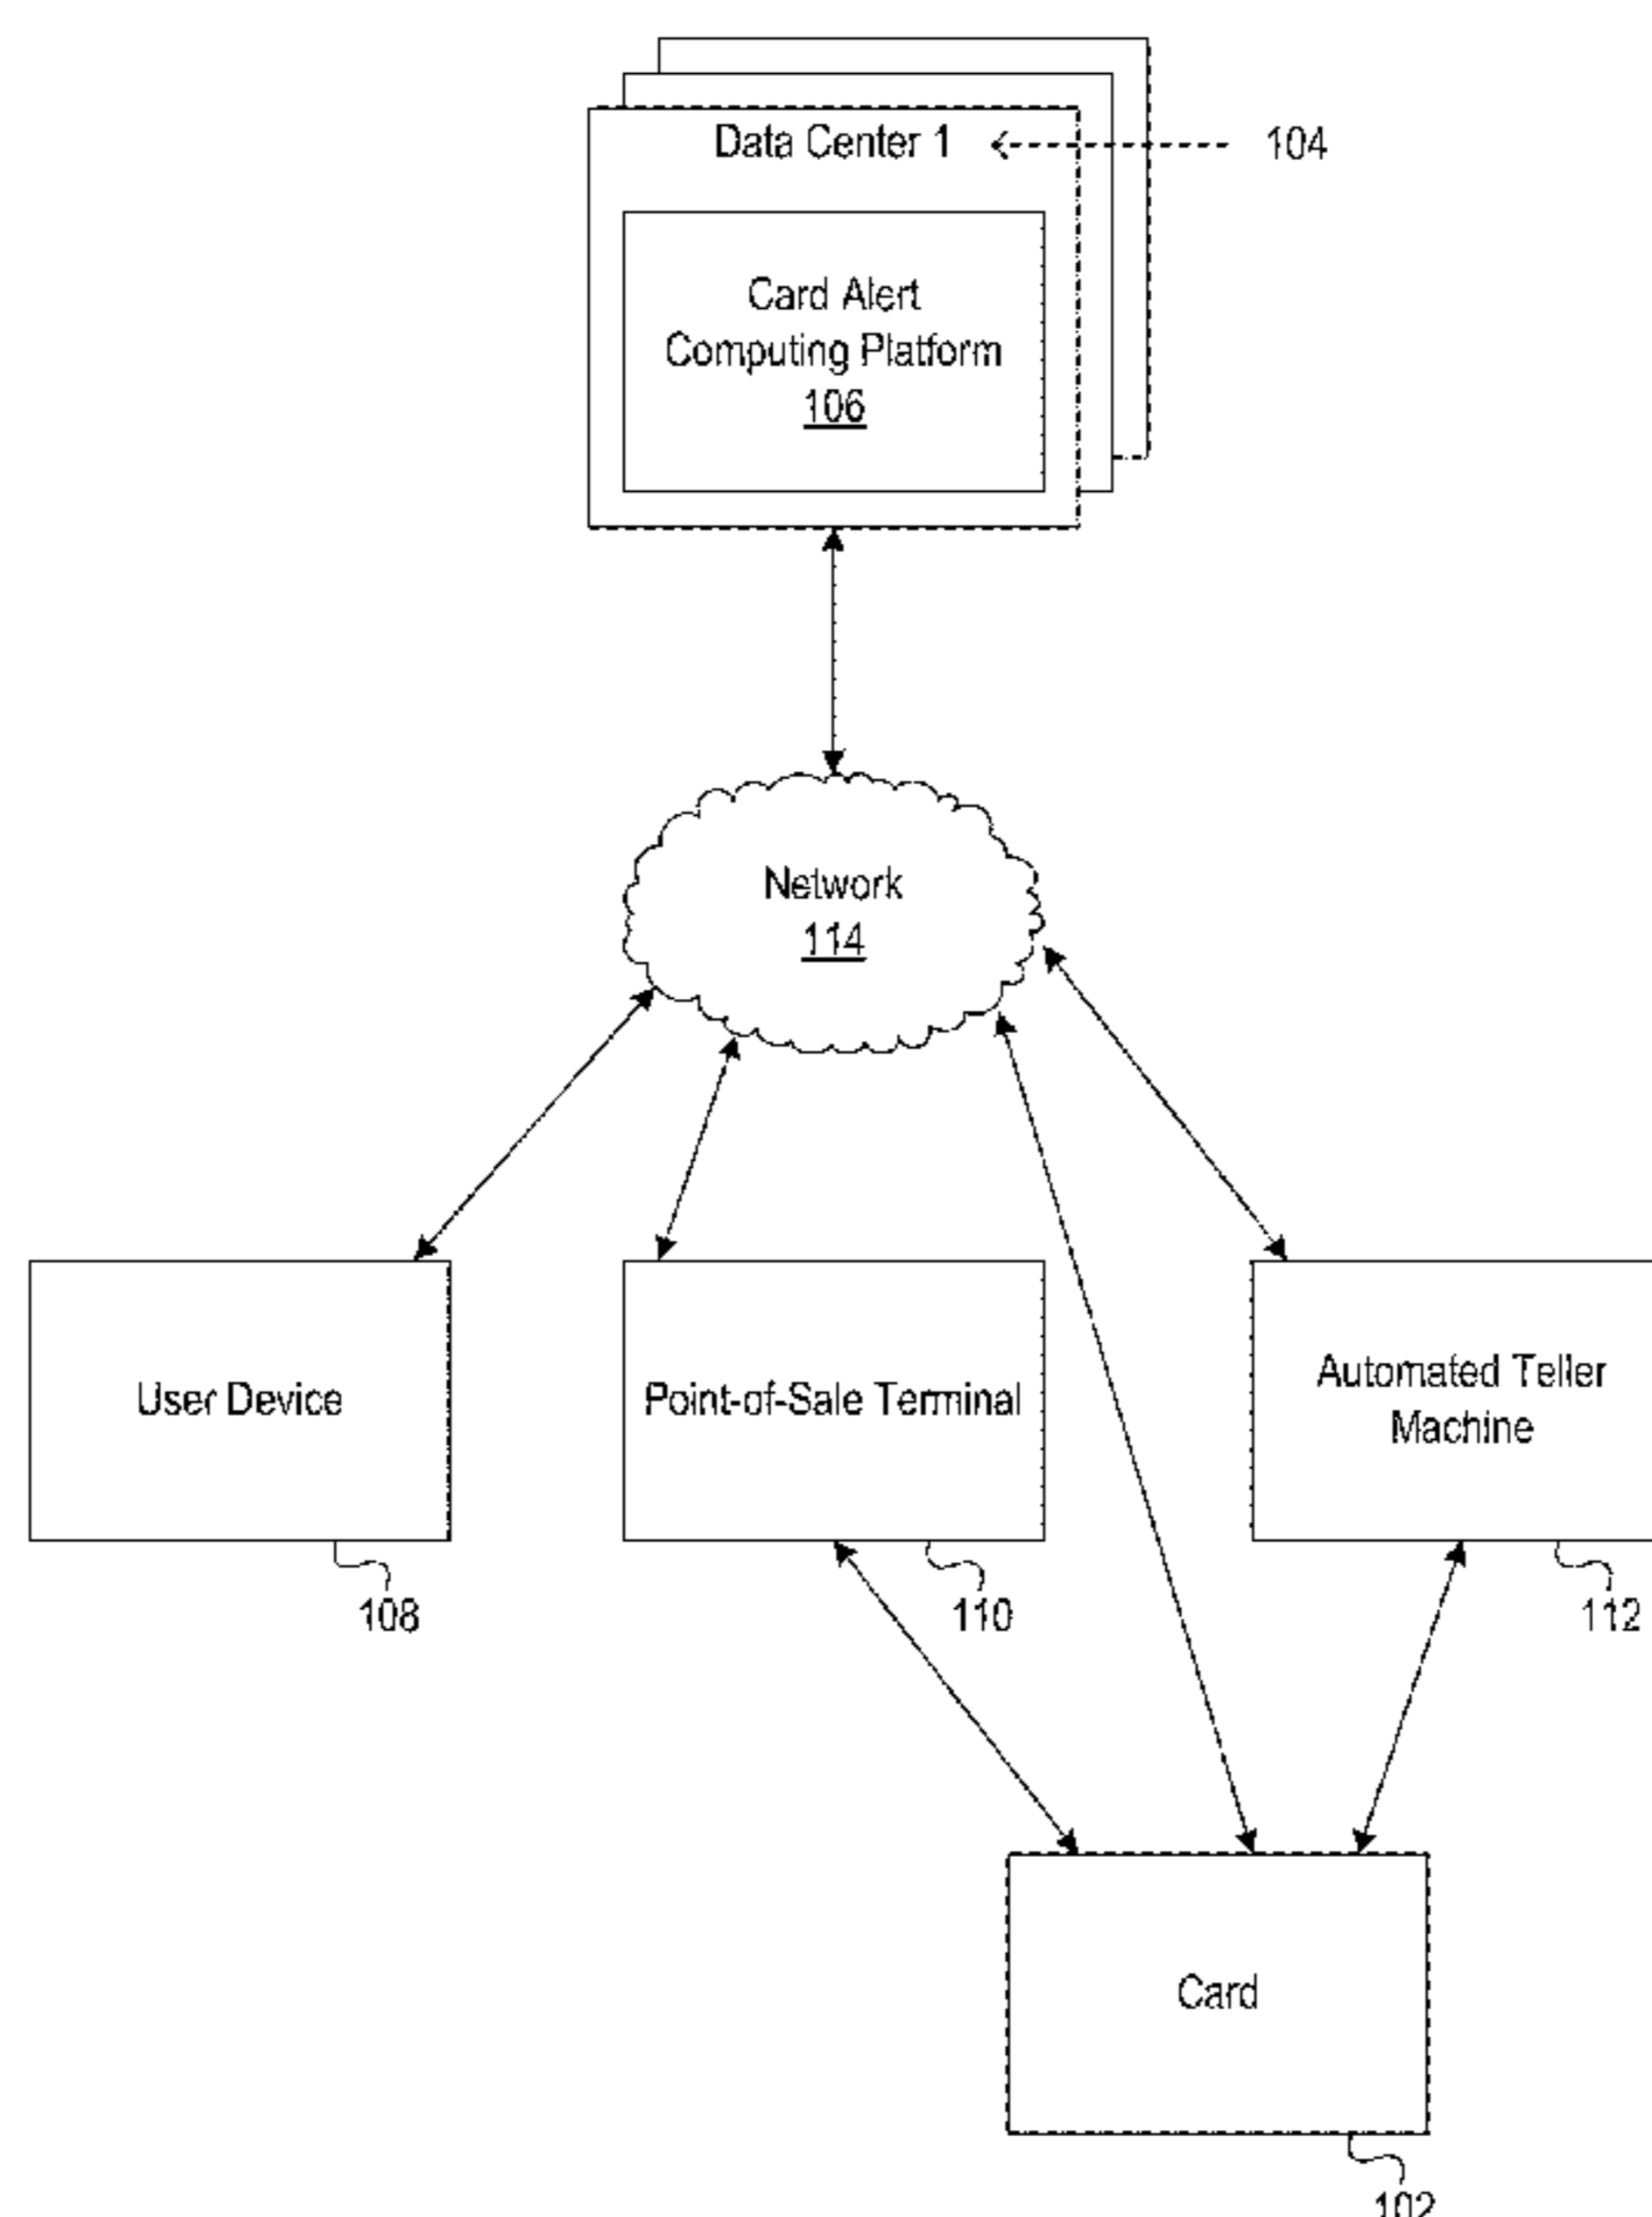 Data Center 1
104
Card Alert
Computing Platform
106
Network
114
User Device
Point-of-Sale Terminal
Automated Teller
Machine
108
110
112
Card
102